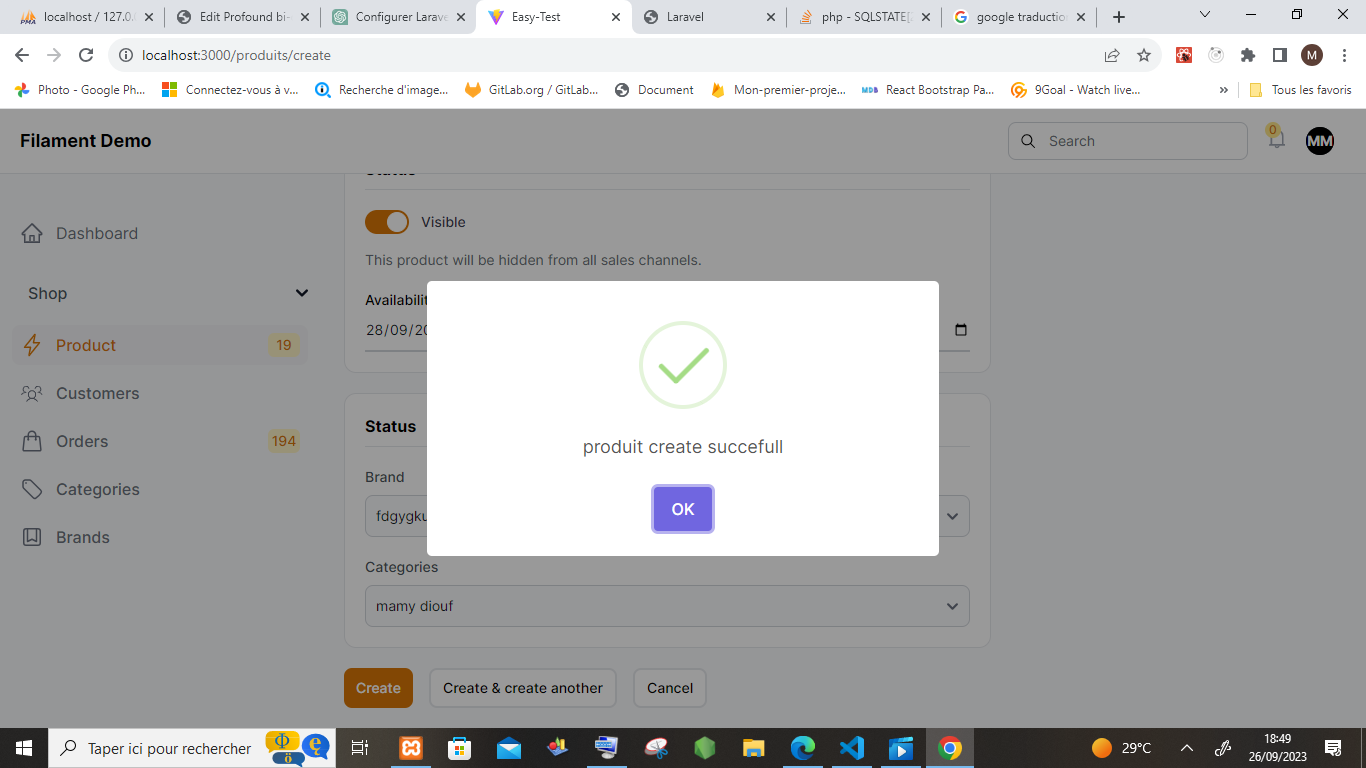 localhost / 127.0.
Edit Profound bi-
Configurer Larave
Easy-Test
Laravel
php - SQLSTATE[
google traduction
localhost:3000/produits/create
M
Photo - Google Ph...
Connectez-vous à v...
Recherche d'image...
GitLab.org / GitLab...
Document
Mon-premier-proje...
React Bootstrap Pa...
9Goal - Watch live...
»
Tous les favoris
Filament Demo
Search
0
MM
Dashboard
Shop
Product
19
Customers
Orders
194
Categories
Brands
Status
Visible
This product will be hidden from all sales channels.
Availabilit
28/09/20
produit create succefull
OK
Status
Brand
fdgygku
Categories
mamy diouf
Create
Create & create another
Cancel
Taper ici pour rechercher
29°C
18:49
26/09/2023